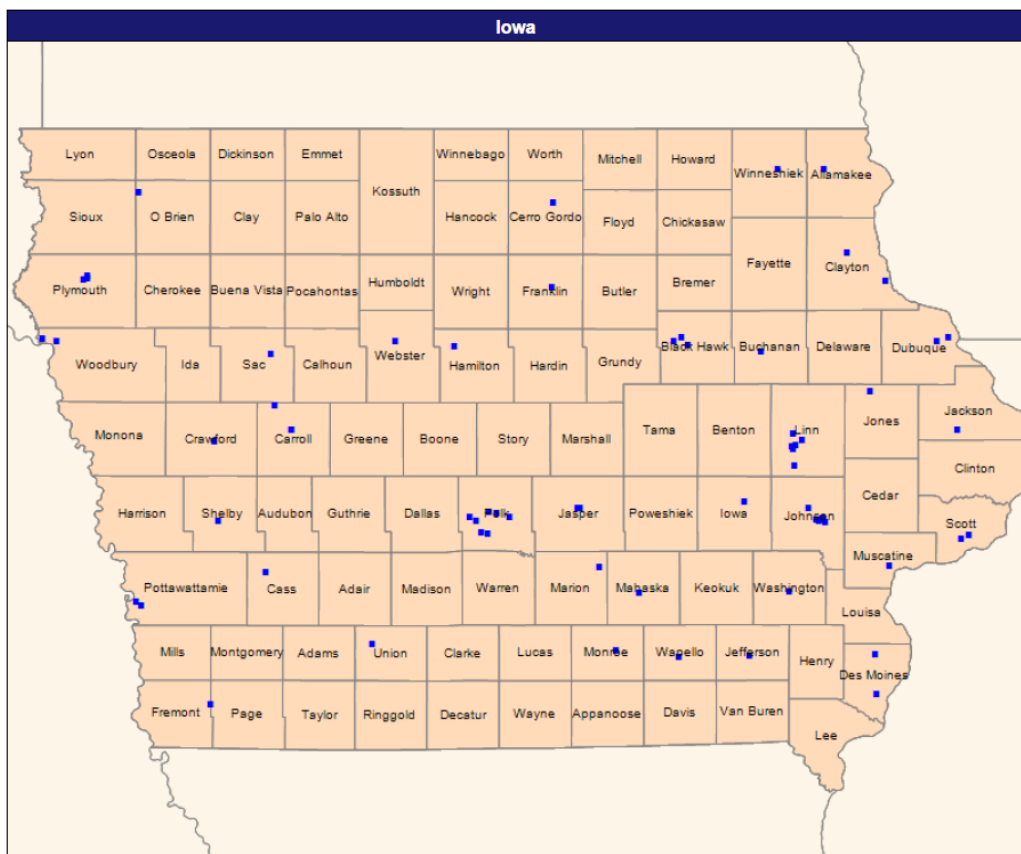 Iowa
Lyon Osceola Dickinson Emmet Winnebago Worth Mitchell Howard
Kossuth Winneshiek Allamakee
Sioux O Brien Clay Palo Alto Hancock Cerro Gordo Floyd Chickasaw
Fayette Clayton
Plymouth Cherokee Buena Vista Pocahontas Humboldt Wright Franklin Butler Bremer
Woodbury Ida Sac Calhoun Webster Hamilton Hardin Grundy Black Hawk Buchanan Delaware Dubuque
Monona Crawford Carroll Greene Boone Story Marshall Tama Benton Linn Jones Jackson
Clinton
Harrison Shelby Audubon Guthrie Dallas Polk Jasper Poweshiek Iowa Johnson Cedar Scott
Muscatine
Pottawattamie Cass Adair Madison Warren Marion Mahaska Keokuk Washington
Louisa
Mills Montgomery Adams Union Clarke Lucas Monroe Wapello Jefferson Henry Des Moines
Fremont Page Taylor Ringgold Decatur Wayne Appanoose Davis Van Buren
Lee